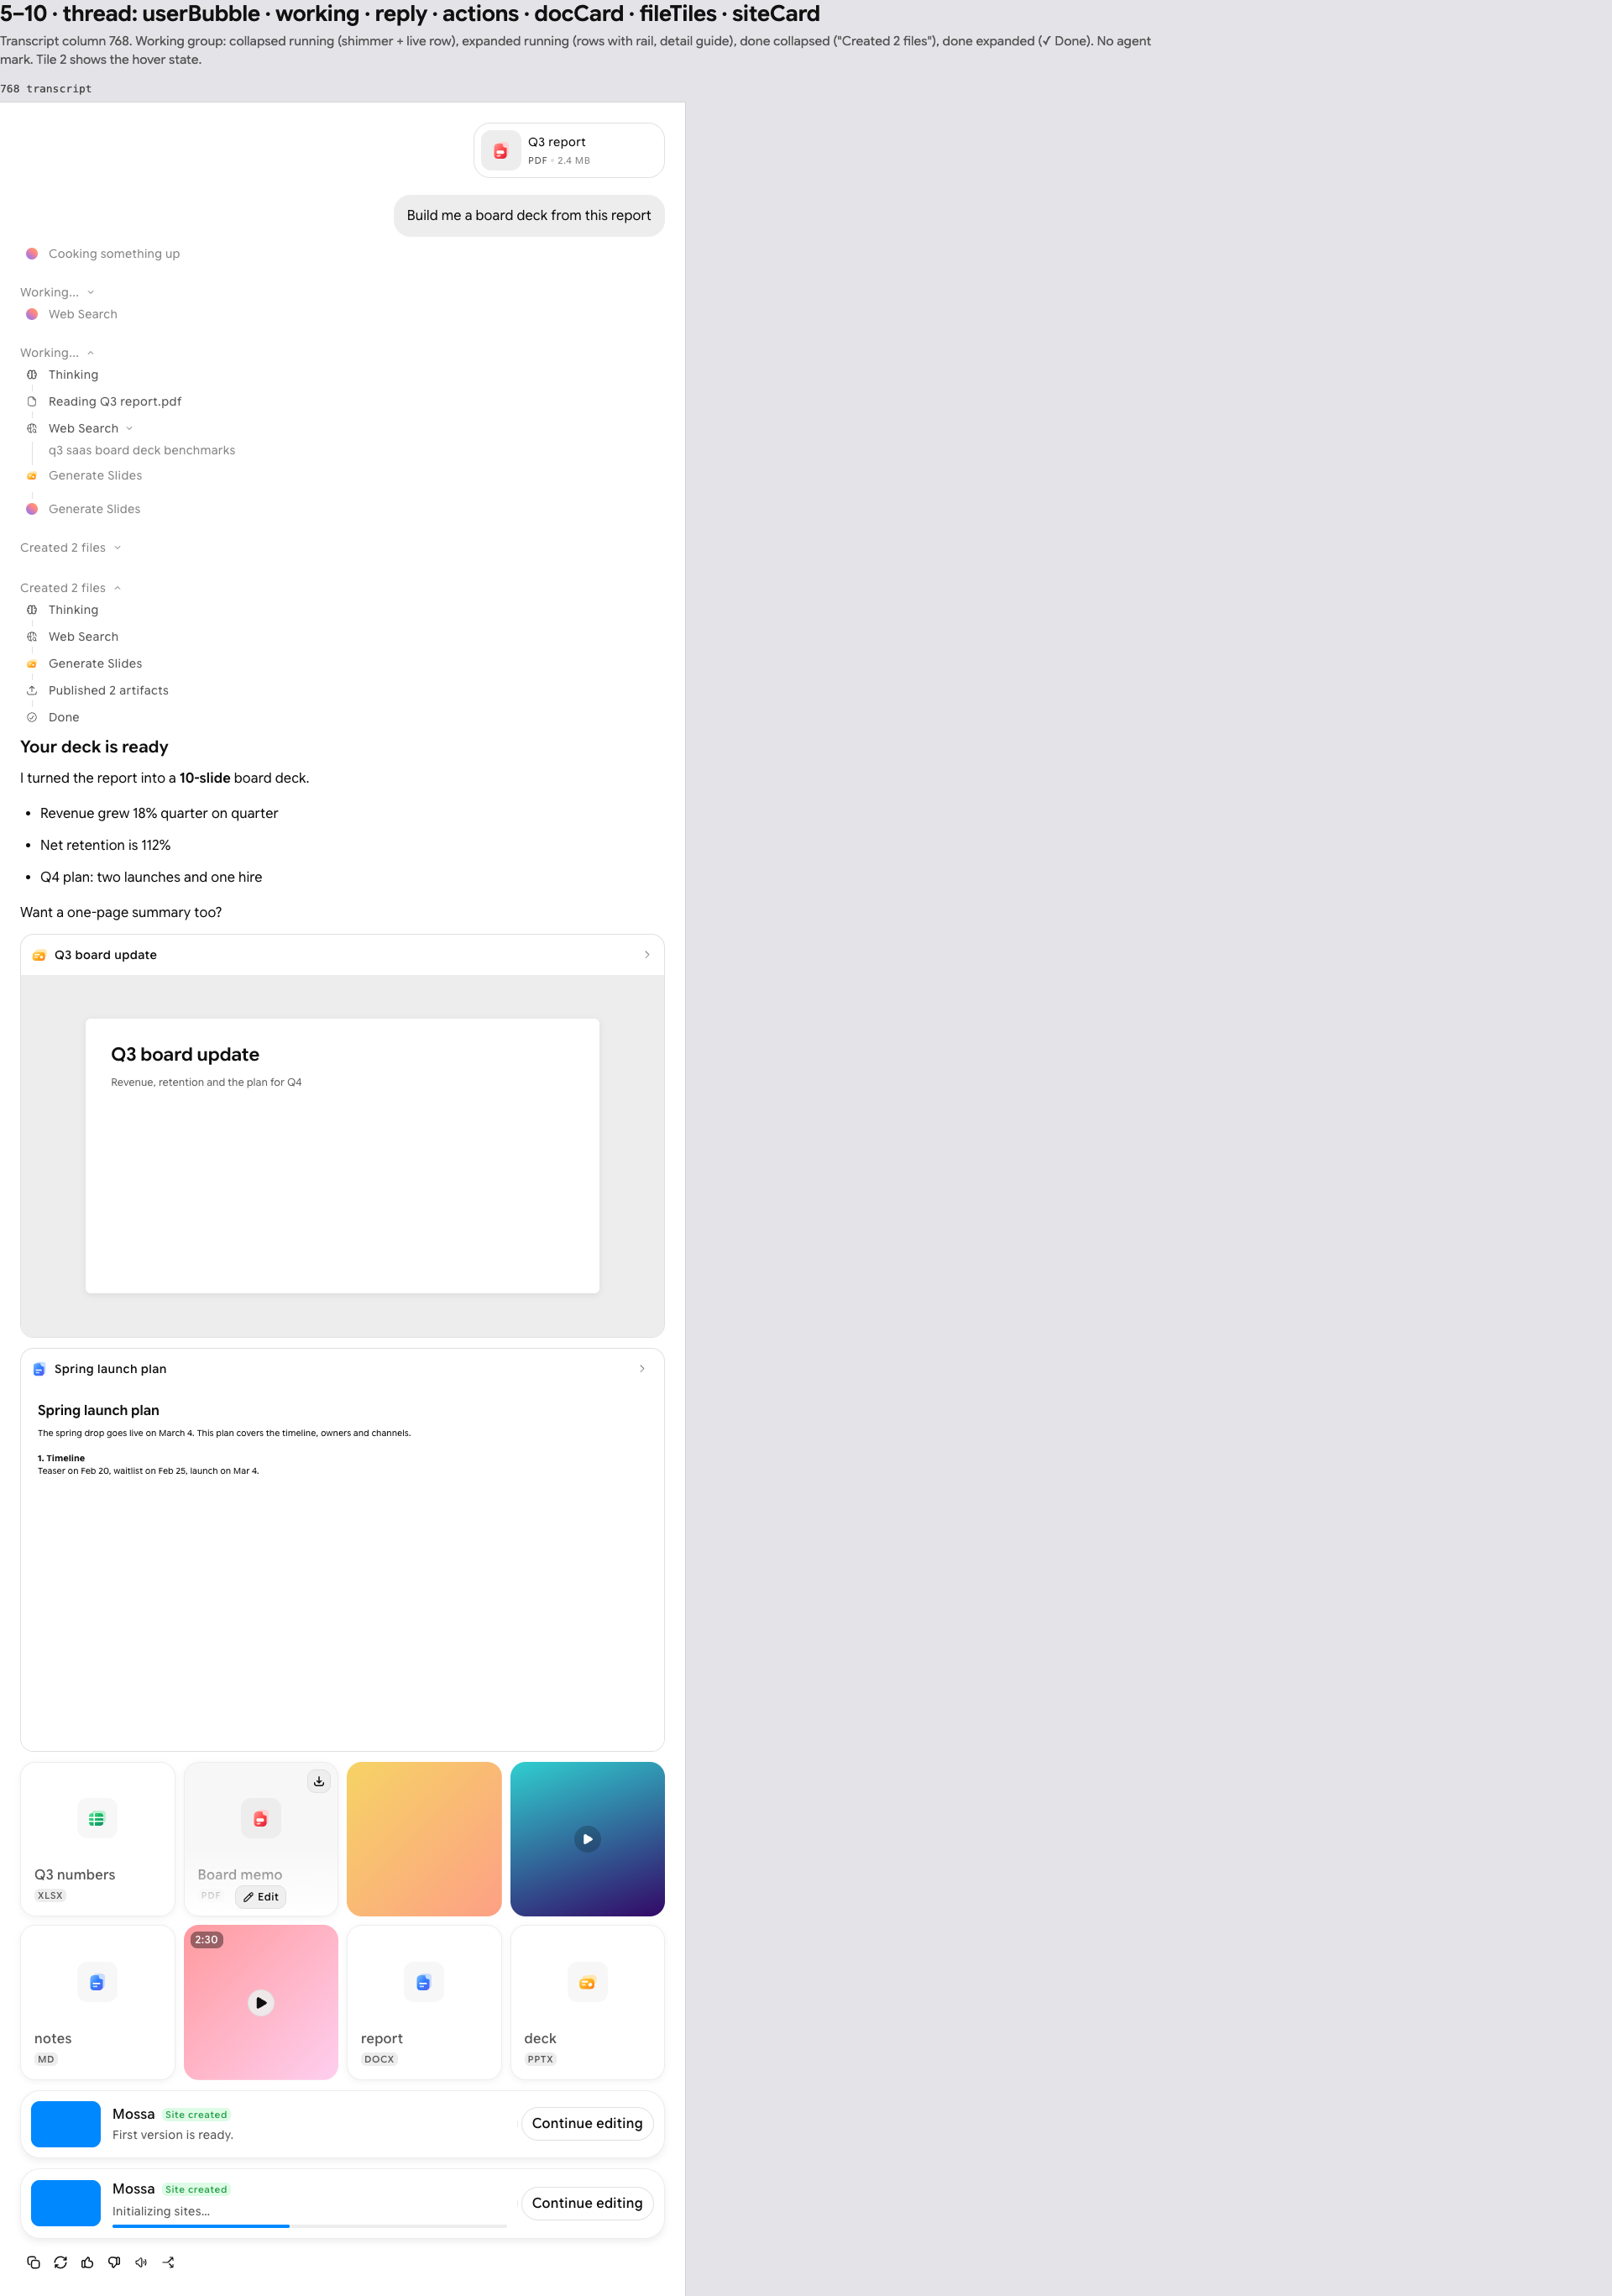 5–10 · thread: userBubble · working · reply · actions · docCard · fileTiles · siteCard
Transcript column 768. Working group: collapsed running (shimmer + live row), expanded running (rows with rail, detail guide), done collapsed ("Created 2 files"), done expanded (✓ Done). No agent
mark. Tile 2 shows the hover state.
768 transcript
Q3 report
PDF • 2.4 MB
Build me a board deck from this report
Cooking something up
Working...
Web Search
Working...
Thinking
Reading Q3 report.pdf
Web Search
q3 saas board deck benchmarks
Generate Slides
Generate Slides
Created 2 files
Created 2 files
Thinking
Web Search
Generate Slides
Published 2 artifacts
Done
Your deck is ready
I turned the report into a 10-slide board deck.
• Revenue grew 18% quarter on quarter
• Net retention is 112%
• Q4 plan: two launches and one hire
Want a one-page summary too?
Q3 board update
Q3 board update
Revenue, retention and the plan for Q4
Spring launch plan
Spring launch plan
The spring drop goes live on March 4. This plan covers the timeline, owners and channels.
1. Timeline
Teaser on Feb 20, waitlist on Feb 25, launch on Mar 4.
Q3 numbers
XLSX
Board memo
PDF
Edit
notes
MD
2:30
report
DOCX
deck
PPTX
Mossa Site created
First version is ready.
Continue editing
Mossa Site created
Initializing sites...
Continue editing